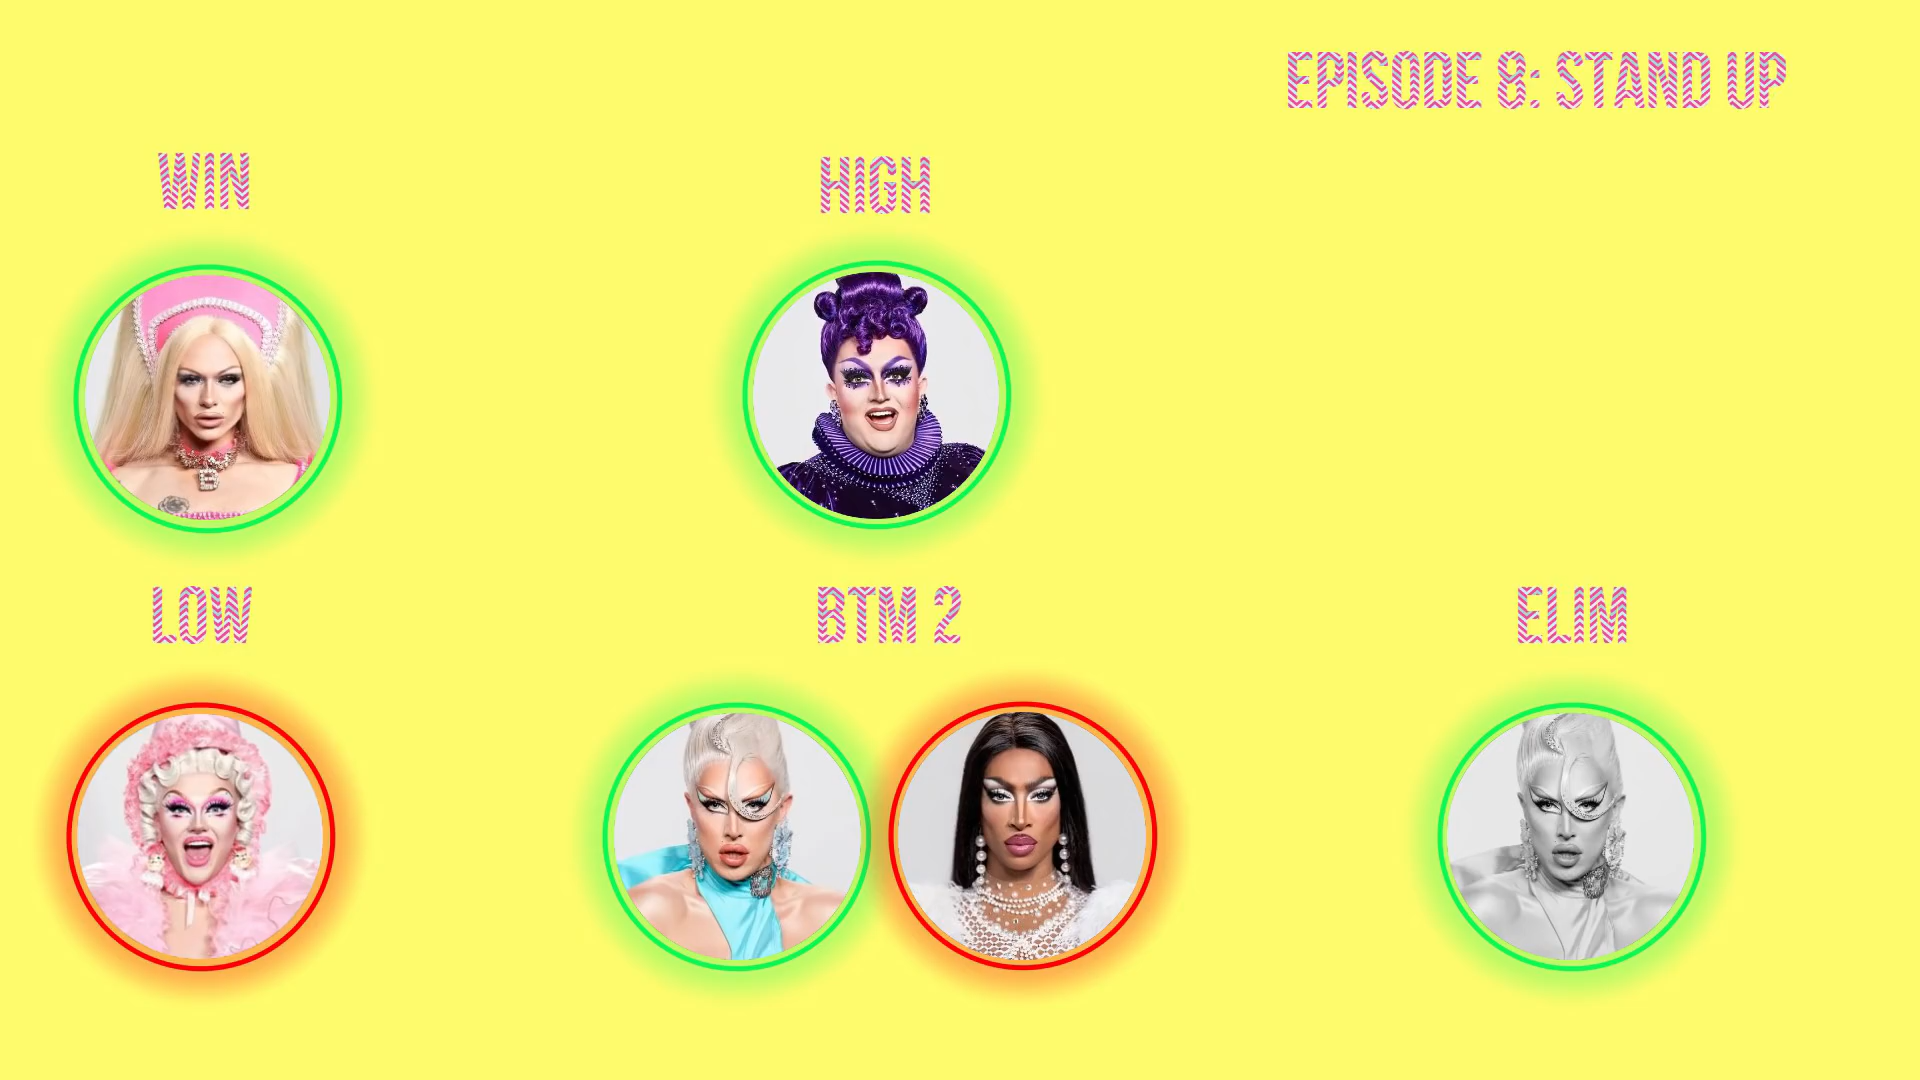 EPISODE 8: STAND UP
WIN
HIGH
LOW
BTM 2
ELIM